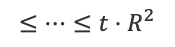 ≤ ⋯ ≤ t · R²